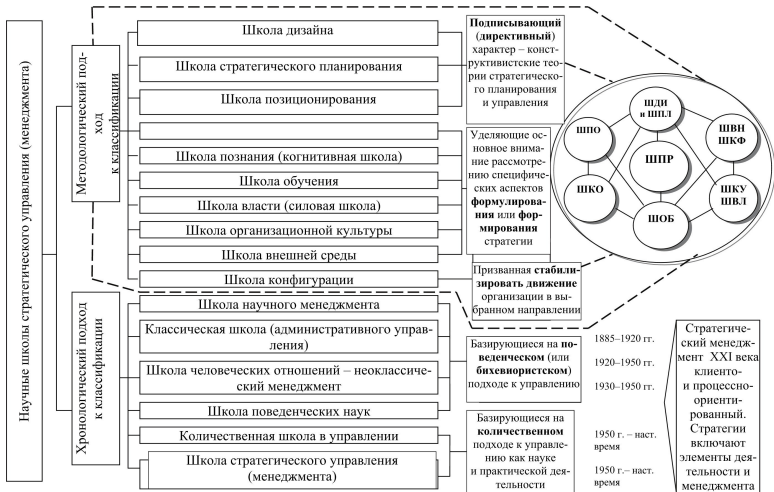 Научные школы стратегического управления (менеджмента)
Методологический под-
ход
к классификации
Школа дизайна
Школа стратегического планирования
Школа позиционирования
Школа познания (когнитивная школа)
Школа обучения
Школа власти (силовая школа)
Школа организационной культуры
Школа внешней среды
Школа конфигурации
Подписывающий
(директивный)
характер – конст-
руктивистские тео-
рии стратегическо-
го планирования
и управления
Уделяющие ос-
новное внима-
ние рассмотре-
нию специфиче-
ских аспектов
формулирова-
ния или фор-
мирования
стратегии
Призванная стабили-
зировать движение
организации в вы-
бранном направлении
ШДИ
и ШПЛ
ШПО
ШВН
ШКФ
ШПР
ШКО
ШКУ
ШВЛ
ШОБ
Хронологический подход
к классификации
Школа научного менеджмента
Классическая школа (административного управ-
ления)
Школа человеческих отношений – неоклассиче-
ский менеджмент
Школа поведенческих наук
Количественная школа в управлении
Школа стратегического управления
(менеджмента)
Базирующиеся на по-
веденческом (или
бихевиористском)
подходе к управлению
Базирующиеся на
количественном
подходе к управле-
нию как науке
и практической дея-
тельности
1885–1920 гг.
1920–1950 гг.
1930–1950 гг.
1950 г. – наст.
время
1950 г.– наст.
время
Стратегиче-
ский менедж-
мент XXI века
клиенто-
и процессно-
ориенти-
рованный.
Стратегии
включают
элементы дея-
тельности и
менеджмента